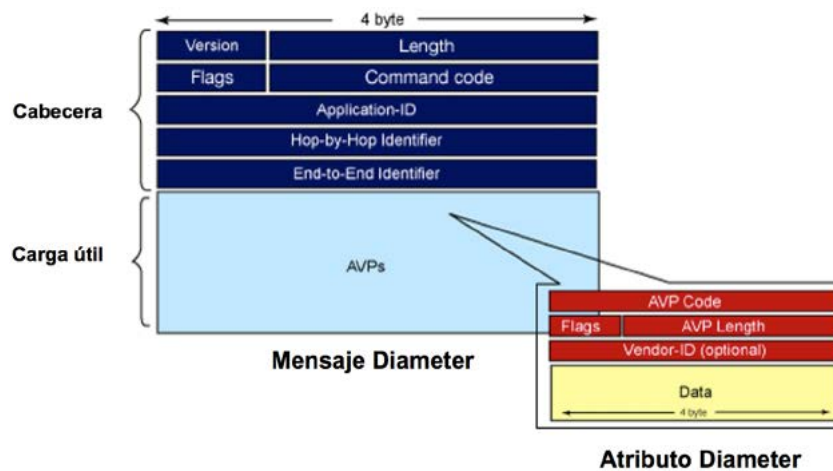 4 byte
Version Length
Flags Command code
Cabecera
Application-ID
Hop-by-Hop Identifier
End-to-End Identifier
Carga útil
AVPs
AVP Code
Flags AVP Length
Vendor-ID (optional)
Data
4 byte
Mensaje Diameter
Atributo Diameter